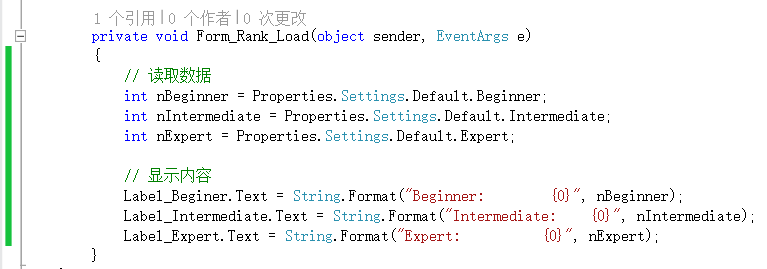 1 个引用|0 个作者|0 次更改
private void Form_Rank_Load(object sender, EventArgs e)
{
// 读取数据
int nBeginner = Properties.Settings.Default.Beginner;
int nIntermediate = Properties.Settings.Default.Intermediate;
int nExpert = Properties.Settings.Default.Expert;
// 显示内容
Label_Beginer.Text = String.Format("Beginner:        {0}", nBeginner);
Label_Intermediate.Text = String.Format("Intermediate:    {0}", nIntermediate);
Label_Expert.Text = String.Format("Expert:          {0}", nExpert);
}